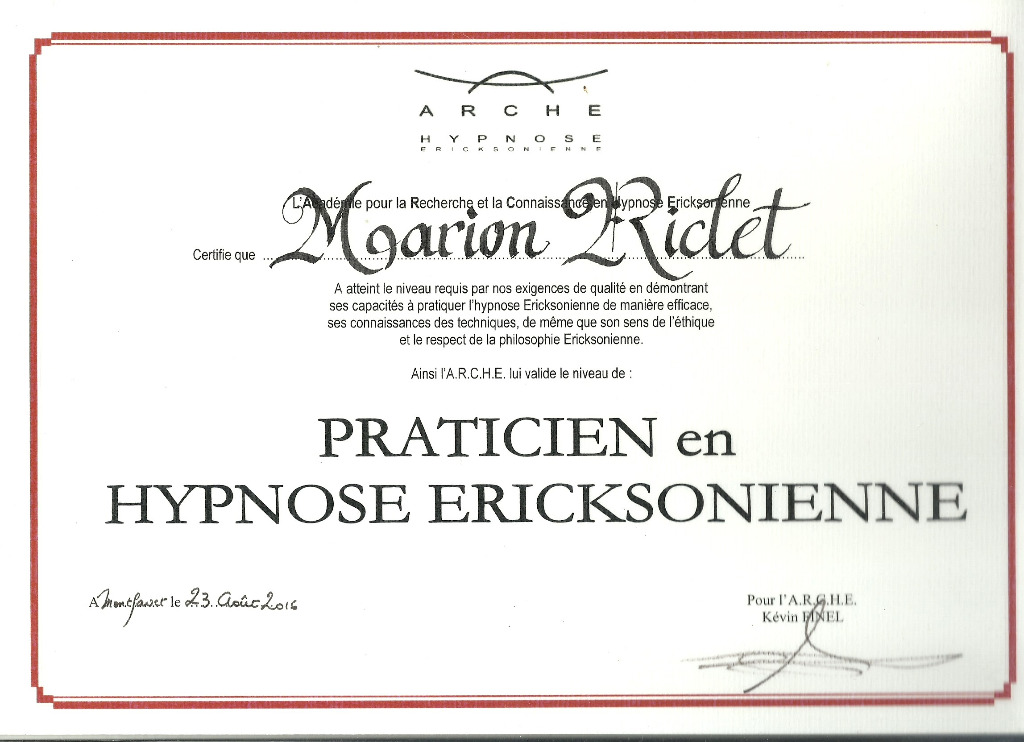 ARCHE
HYPNOSE
ERICKSONIENNE
L'Académie pour la Recherche et la Connaissance en Hypnose Ericksonienne
Certifie que Marion Riclet
A atteint le niveau requis par nos exigences de qualité en démontrant
ses capacités à pratiquer l'hypnose Ericksonienne de manière efficace,
ses connaissances des techniques, de même que son sens de l'éthique
et le respect de la philosophie Ericksonienne.
Ainsi l'A.R.C.H.E. lui valide le niveau de :
PRATICIEN en
HYPNOSE ERICKSONIENNE
A Montfavet le 23 Août 2016
Pour l'A.R.C.H.E.
Kévin FINEL